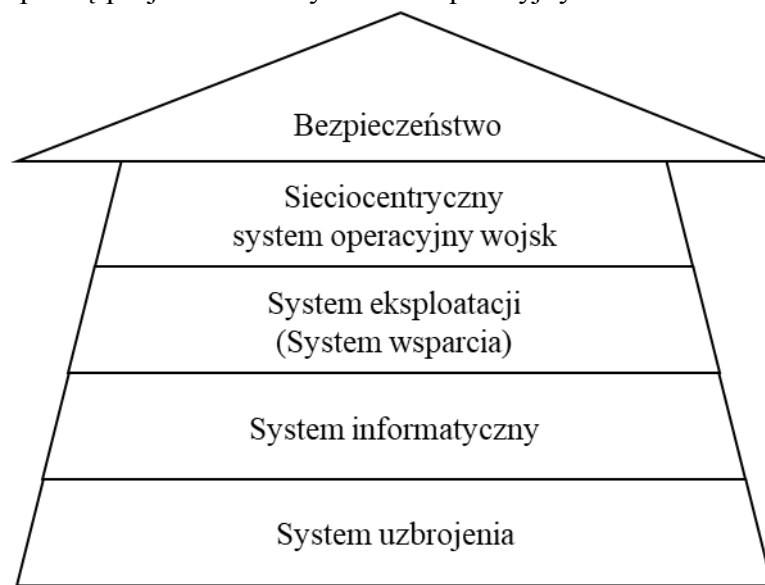 Bezpieczeństwo
Sieciocentryczny
system operacyjny wojsk
System eksploatacji
(System wsparcia)
System informatyczny
System uzbrojenia